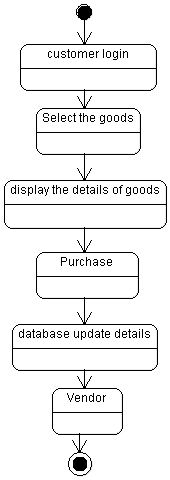 customer login
Select the goods
display the details of goods
Purchase
database update details
Vendor